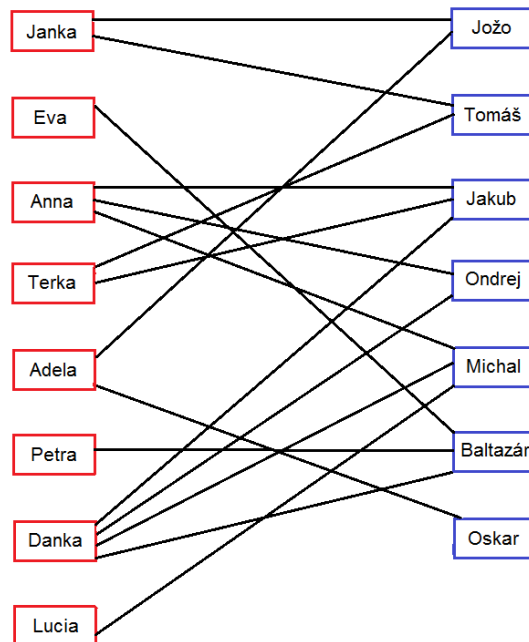 Janka
Eva
Anna
Terka
Adela
Petra
Danka
Lucia
Jožo
Tomáš
Jakub
Ondrej
Michal
Baltazár
Oskar